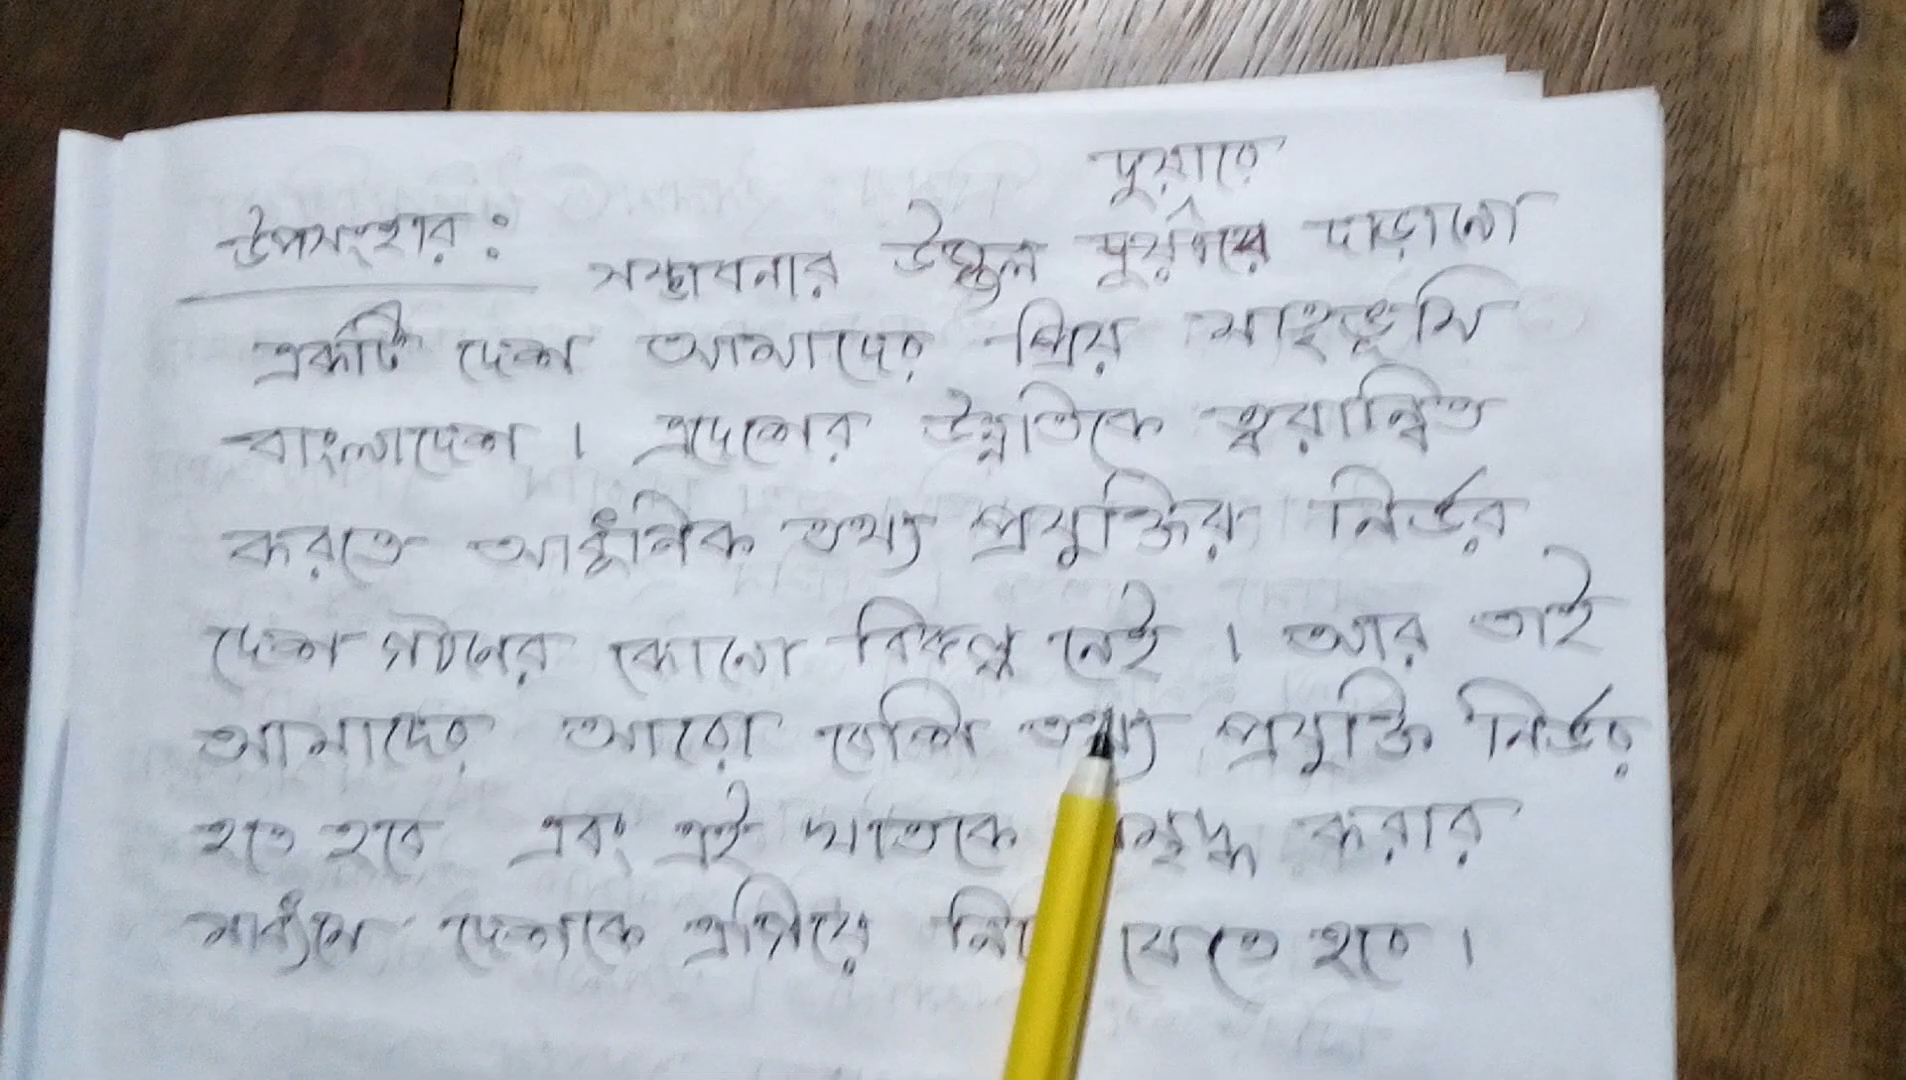 দুয়ারে
উপসংহার: সম্ভাবনার উজ্জ্বল দাড়ানো
একটি দেশ আমাদের প্রিয় মাতৃভূমি
বাংলাদেশ। এদেশের উন্নতিকে ত্বরান্বিত
করতে আধুনিক তথ্য প্রযুক্তির নির্ভর
দেশ গঠনের কোনো বিকল্প নেই। আর তাই
আমাদের আরো বেশি তথ্য প্রযুক্তি নির্ভর
হতে হবে এবং এই খাতকে সমৃদ্ধ করার
মাধ্যমে দেশকে এগিয়ে যেতে হবে।